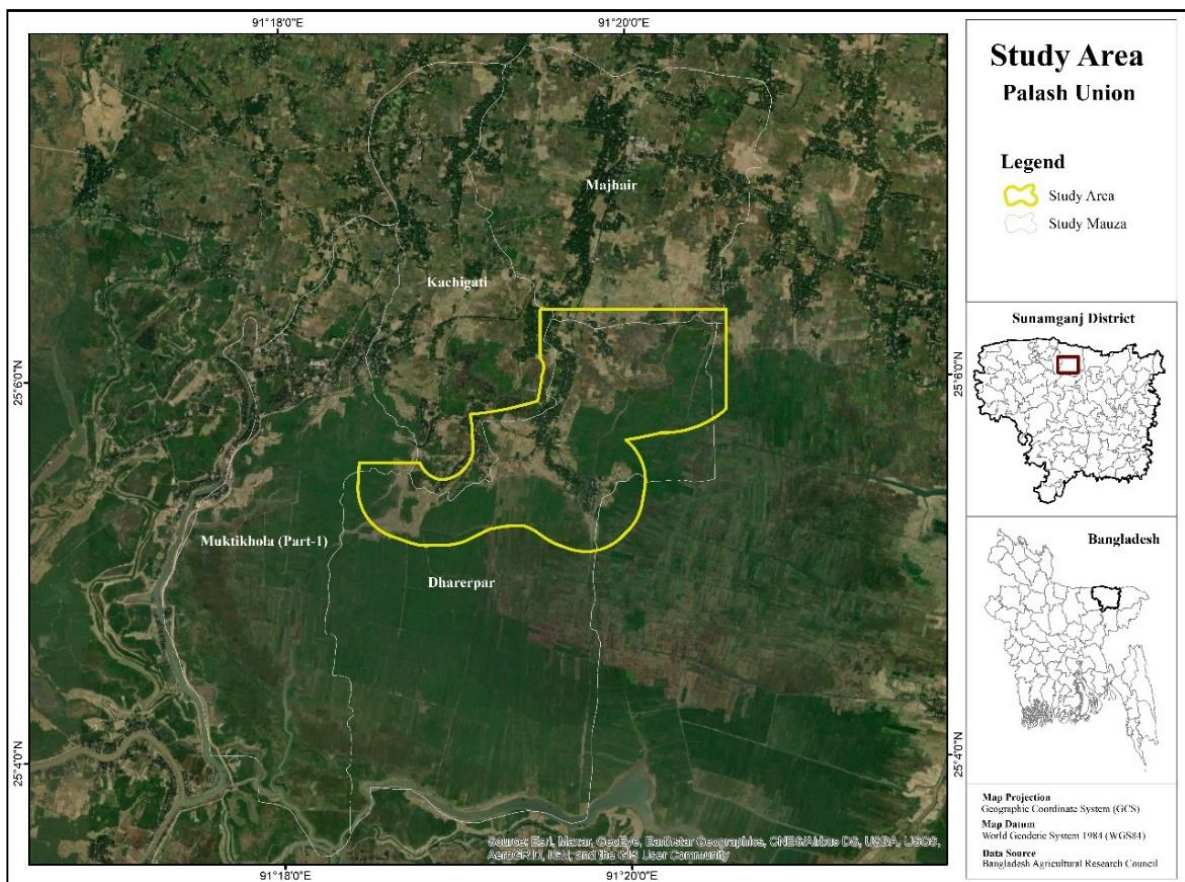 91°18'0"E
91°20'0"E
Majhair
Kachigati
25°6'0"N
25°6'0"N
Muktikhola (Part-1)
Dharerpar
25°4'0"N
25°4'0"N
Source: Esri, Maxar, GeoEye, Earthstar Geographics, CNES/Airbus DS, USDA, USGS,
AeroGRID, IGN, and the GIS User Community
91°18'0"E
91°20'0"E
Study Area
Palash Union
Legend
Study Area
Study Mauza
Sunamganj District
Bangladesh
Map Projection
Geographic Coordinate System (GCS)
Map Datum
World Genderic System 1984 (WGS84)
Data Source
Bangladesh Agricultural Research Council